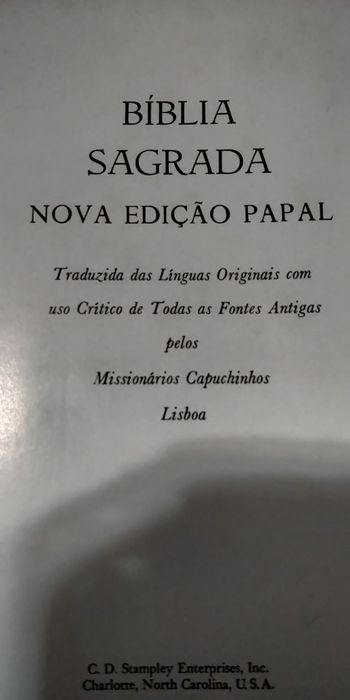 BÍBLIA
SAGRADA
NOVA EDIÇÃO PAPAL
Traduzida das Línguas Originais com
uso Crítico de Todas as Fontes Antigas
pelos
Missionários Capuchinhos
Lisboa
C. D. Stampley Enterprises, Inc.
Charlotte, North Carolina, U.S.A.